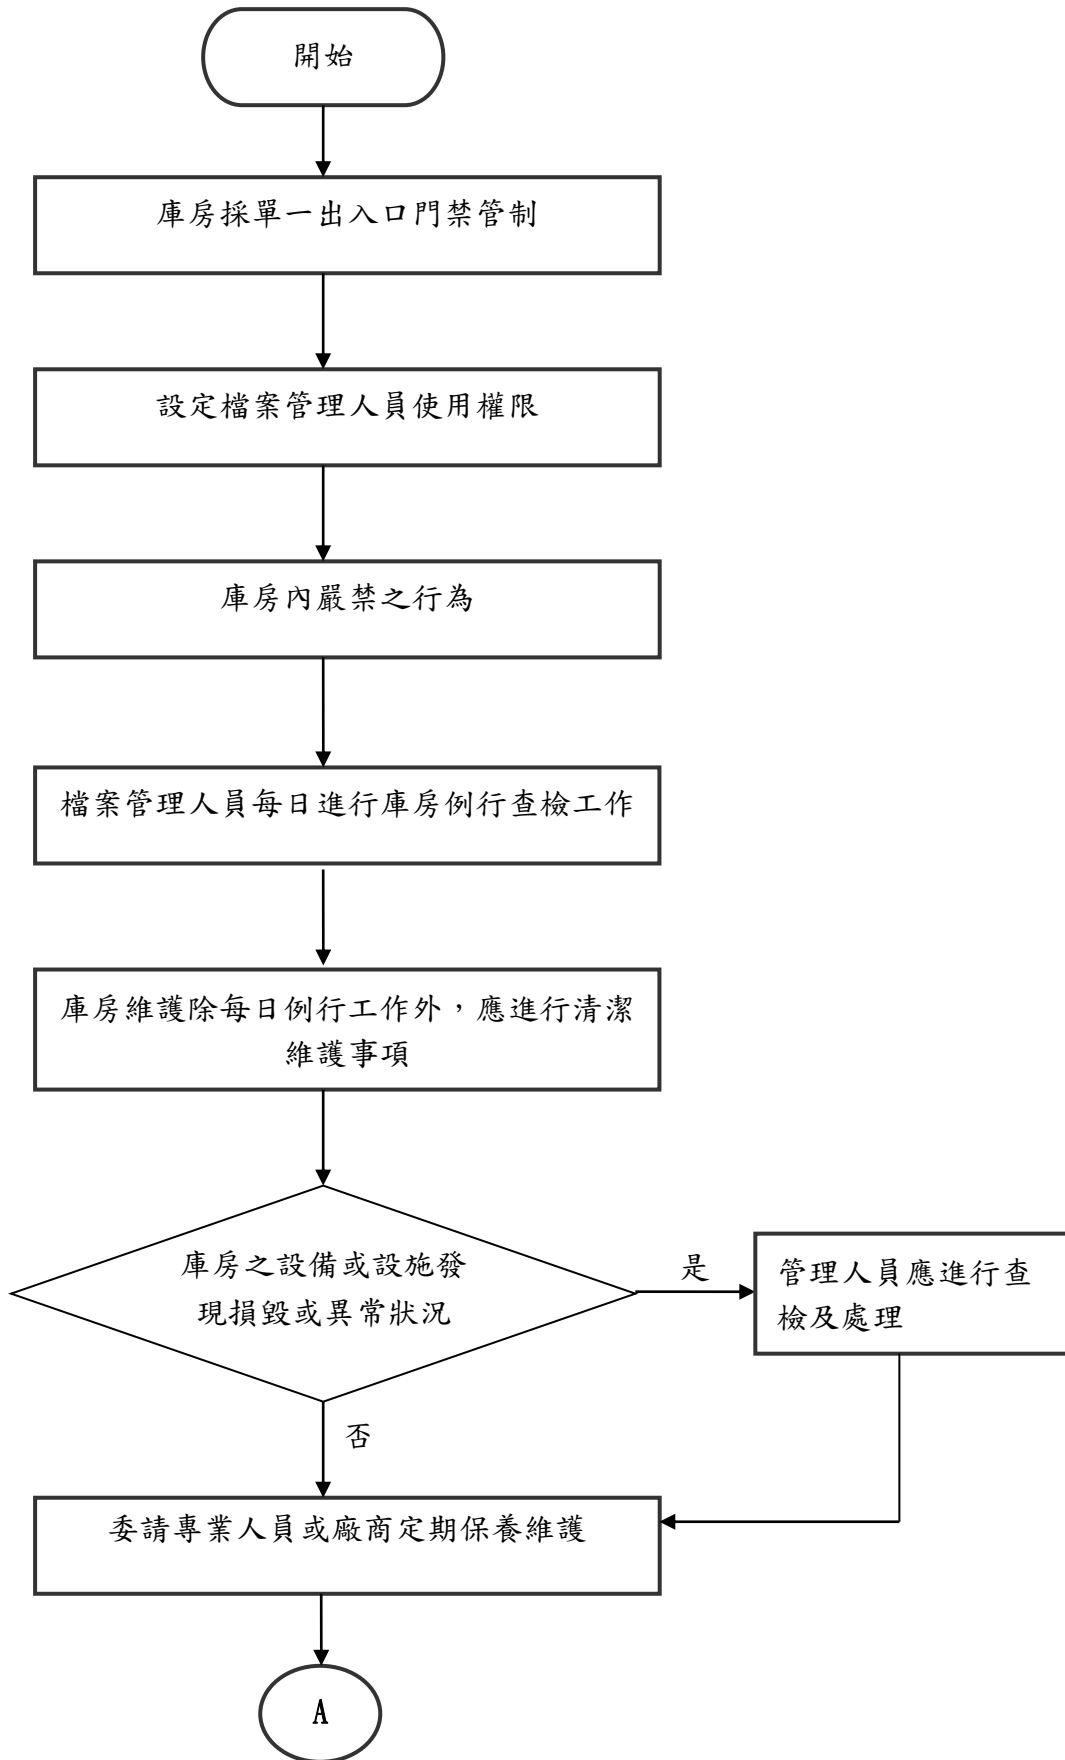 開始
庫房採單一出入口門禁管制
設定檔案管理人員使用權限
庫房內嚴禁之行為
檔案管理人員每日進行庫房例行查檢工作
庫房維護除每日例行工作外，應進行清潔
維護事項
庫房之設備或設施發
現損毀或異常狀況
是
管理人員應進行查
檢及處理
否
委請專業人員或廠商定期保養維護
A